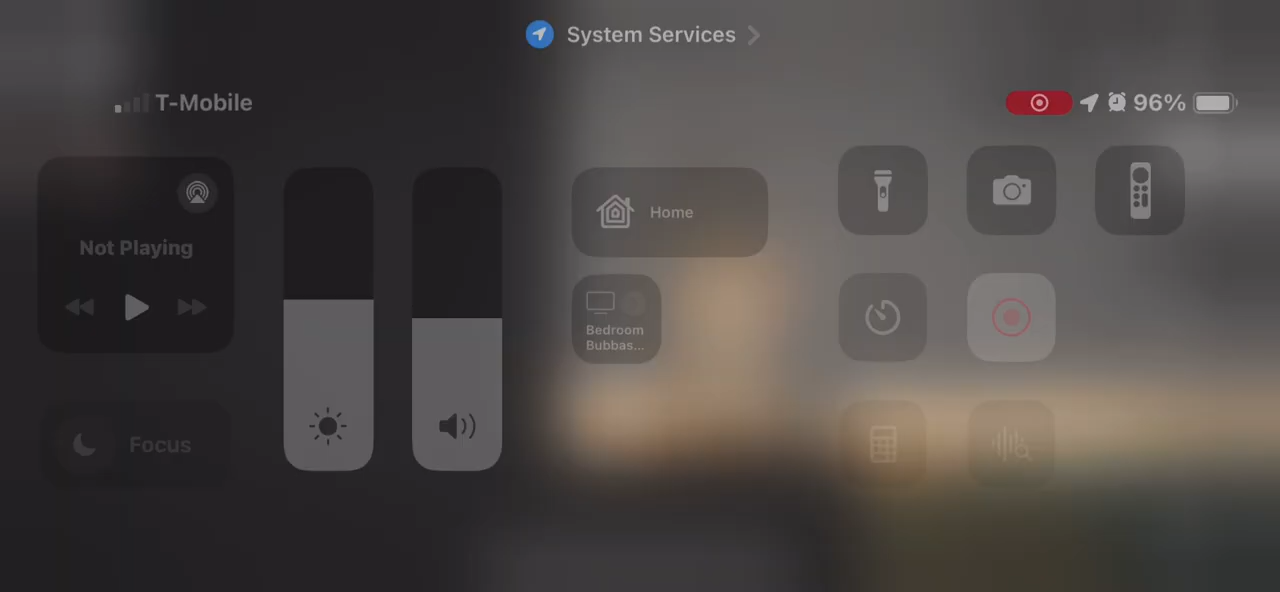 System Services
T-Mobile
96%
Not Playing
Home
Bedroom
Bubbas...
Focus